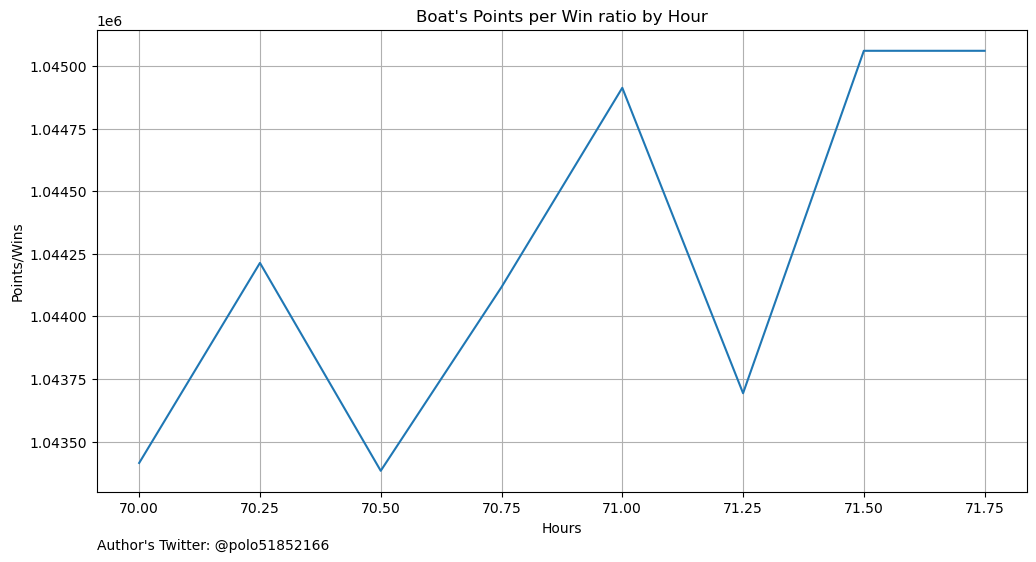 Boat's Points per Win ratio by Hour
1e6
1.04500
1.04475
1.04450
1.04425
1.04400
1.04375
1.04350
Points/Wins
70.00 70.25 70.50 70.75 71.00 71.25 71.50 71.75
Hours
Author's Twitter: @polo51852166